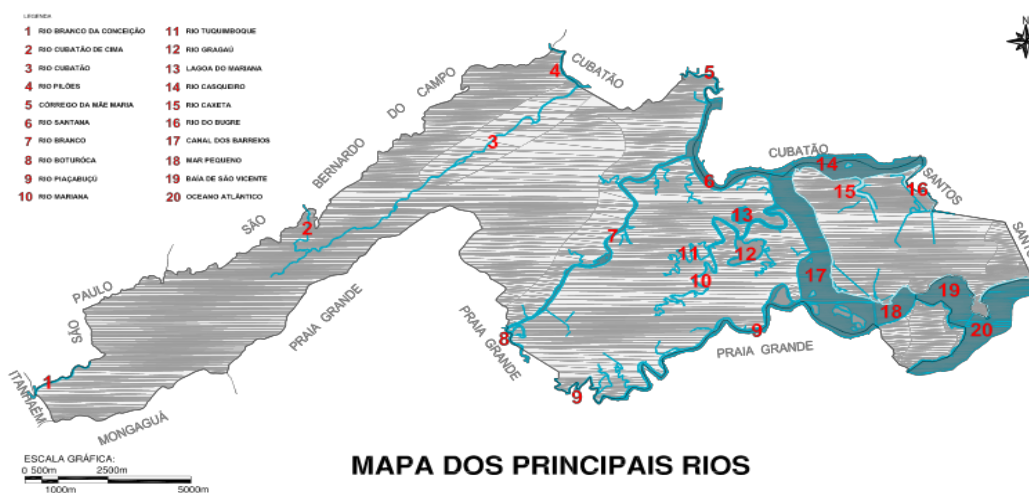 LEGENDA
1 RIO BRANCO DA CONCEIÇÃO
2 RIO CUBATÃO DE CIMA
3 RIO CUBATÃO
4 RIO PILÕES
5 CÓRREGO DA MÃE MARIA
6 RIO SANTANA
7 RIO BRANCO
8 RIO BOTURÓCA
9 RIO PIAÇABUÇÚ
10 RIO MARIANA
11 RIO TUQUIMBOQUE
12 RIO GRAGAÚ
13 LAGOA DO MARIANA
14 RIO CASQUEIRO
15 RIO CAXETA
16 RIO DO BUGRE
17 CANAL DOS BARREIOS
18 MAR PEQUENO
19 BAÍA DE SÃO VICENTE
20 OCEANO ATLÂNTICO
N
4
CUBATÃO
5
SÃO BERNARDO DO CAMPO
3
CUBATÃO
14
6
15
16
SANTOS
2
13
7
11
12
10
SANTO
17
19
18
20
SÃO PAULO
PRAIA GRANDE
PRAIA GRANDE
8
9
PRAIA GRANDE
1
9
ITANHAÉM
MONGAGUÁ
ESCALA GRÁFICA:
0 500m 2500m
1000m 5000m
MAPA DOS PRINCIPAIS RIOS